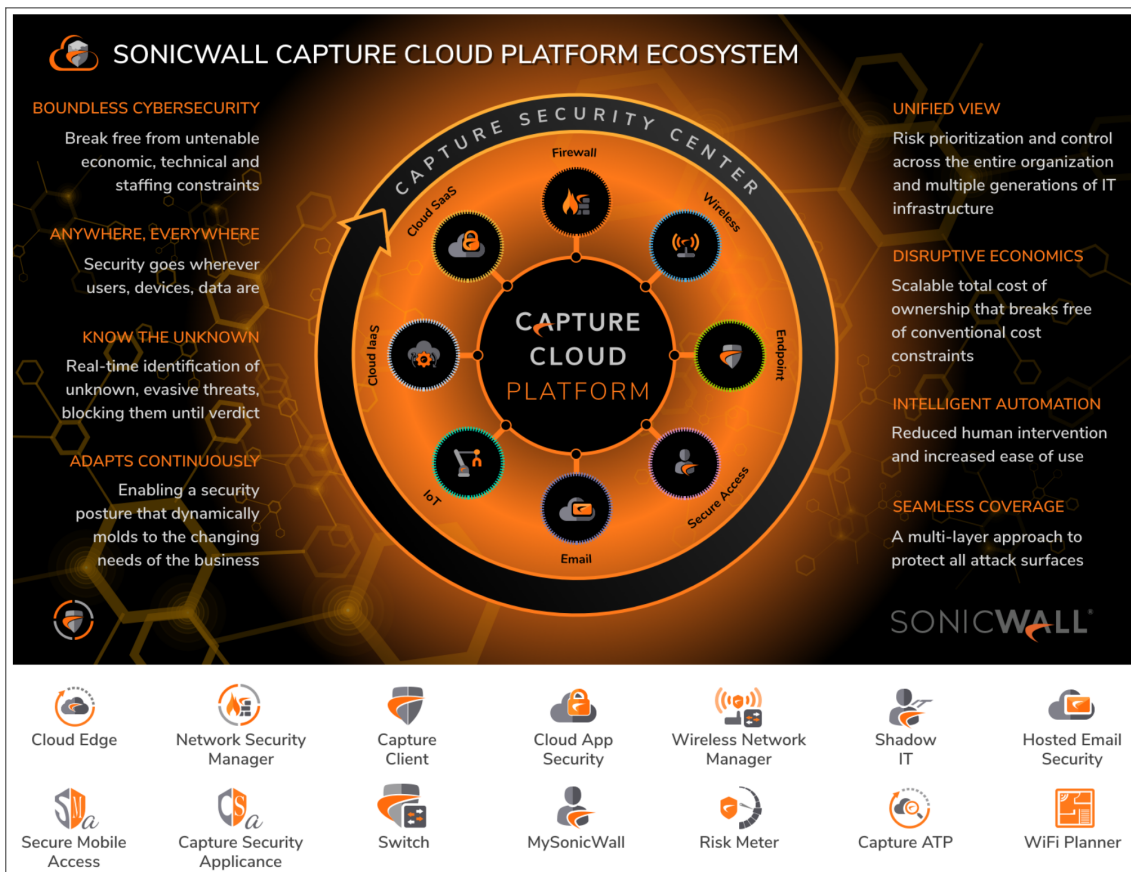 SONICWALL CAPTURE CLOUD PLATFORM ECOSYSTEM
BOUNDLESS CYBERSECURITY
Break free from untenable
economic, technical and
staffing constraints
ANYWHERE, EVERYWHERE
Security goes wherever
users, devices, data are
KNOW THE UNKNOWN
Real-time identification of
unknown, evasive threats,
blocking them until verdict
ADAPTS CONTINUOUSLY
Enabling a security
posture that dynamically
molds to the changing
needs of the business
CAPTURE SECURITY CENTER
Firewall
Wireless
Endpoint
Secure Access
Email
IoT
Cloud IaaS
Cloud SaaS
CAPTURE
CLOUD
PLATFORM
UNIFIED VIEW
Risk prioritization and control
across the entire organization
and multiple generations of IT
infrastructure
DISRUPTIVE ECONOMICS
Scalable total cost of
ownership that breaks free
of conventional cost
constraints
INTELLIGENT AUTOMATION
Reduced human intervention
and increased ease of use
SEAMLESS COVERAGE
A multi-layer approach to
protect all attack surfaces
SONICWALL®
Cloud Edge
Network Security
Manager
Capture
Client
Cloud App
Security
Wireless Network
Manager
Shadow
IT
Hosted Email
Security
SMa
Secure Mobile
Access
CSa
Capture Security
Applicance
Switch
MySonicWall
Risk Meter
Capture ATP
WiFi Planner